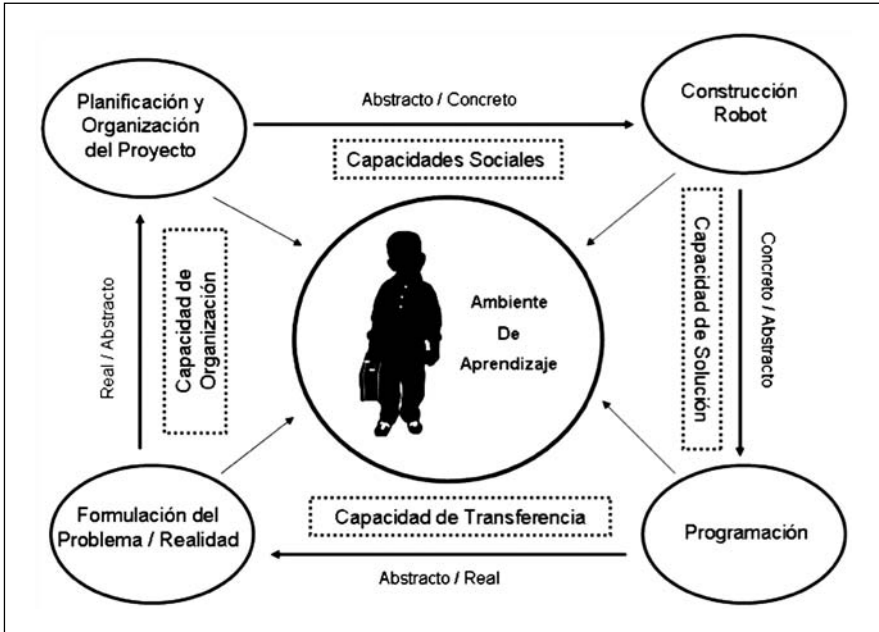 Planificación y
Organización
del Proyecto
Abstracto / Concreto
Capacidades Sociales
Construcción
Robot
Real / Abstracto
Capacidad de
Organización
Ambiente
De
Aprendizaje
Capacidad de Solución
Concreto / Abstracto
Formulación del
Problema / Realidad
Capacidad de Transferencia
Abstracto / Real
Programación